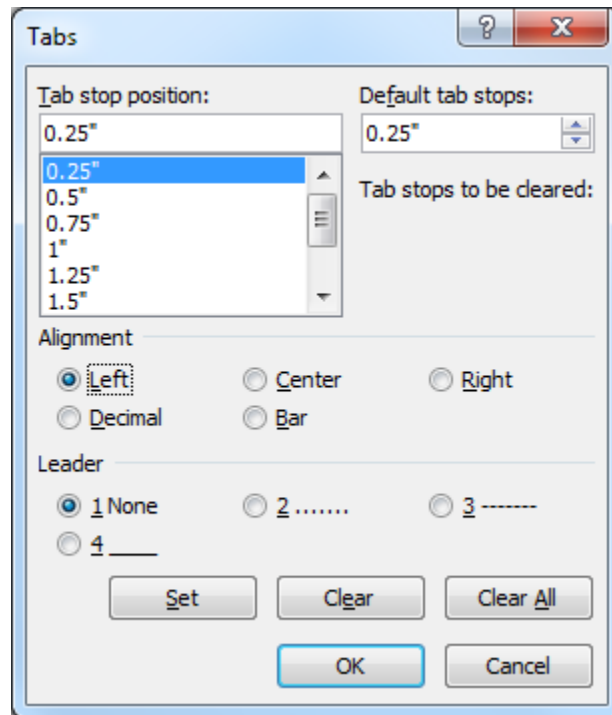 Tabs
Tab stop position:
Default tab stops:
0.25"
0.25"
0.25"
0.5"
0.75"
1"
1.25"
1.5"
Tab stops to be cleared:
Alignment
Left Center Right
Decimal Bar
Leader
1 None 2 ....... 3 -------
4 ____
Set Clear Clear All
OK Cancel